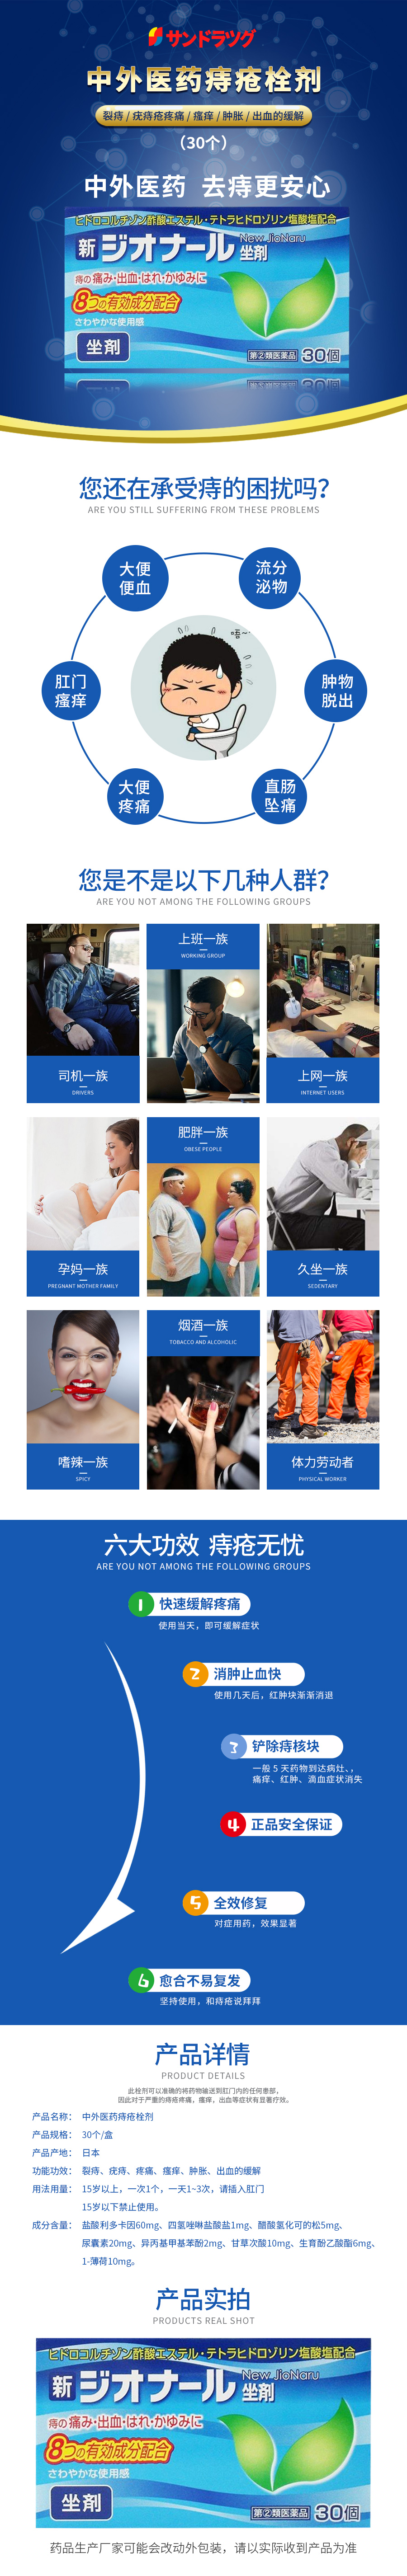 サンドラッグ
中外医药痔疮栓剂
裂痔 / 疣痔疮疼痛 / 瘙痒 / 肿胀 / 出血的缓解
(30个)
中外医药 去痔更安心
ヒドロコルチゾン酢酸エステル・テトラヒドロゾリン塩酸塩配合
新ジオナール坐剤
New JioNaru
痔の痛み・出血・はれ・かゆみに
8つの有効成分配合
さわやかな使用感
坐剤
第②類医薬品 30個
您还在承受痔的困扰吗?
ARE YOU STILL SUFFERING FROM THESE PROBLEMS
大便
便血
流分
泌物
唔~
肛门
瘙痒
肿物
脱出
大便
疼痛
直肠
坠痛
您是不是以下几种人群?
ARE YOU NOT AMONG THE FOLLOWING GROUPS
司机一族
DRIVERS
上班一族
WORKING GROUP
上网一族
INTERNET USERS
孕妈一族
PREGNANT MOTHER FAMILY
肥胖一族
OBESE PEOPLE
久坐一族
SEDENTARY
嗜辣一族
SPICY
烟酒一族
TOBACCO AND ALCOHOLIC
体力劳动者
PHYSICAL WORKER
六大功效 痔疮无忧
ARE YOU NOT AMONG THE FOLLOWING GROUPS
1 快速缓解疼痛
使用当天，即可缓解症状
2 消肿止血快
使用几天后，红肿块渐渐消退
3 铲除痔核块
一般 5 天药物到达病灶、，
痛痒、红肿、滴血症状消失
4 正品安全保证
5 全效修复
对症用药，效果显著
6 愈合不易复发
坚持使用，和痔疮说拜拜
产品详情
PRODUCT DETAILS
此栓剂可以准确的将药物输送到肛门内的任何患部，
因此对于严重的痔疮疼痛，瘙痒，出血等症状有显著疗效。
产品名称： 中外医药痔疮栓剂
产品规格： 30个/盒
产品产地： 日本
功能功效： 裂痔、疣痔、疼痛、瘙痒、肿胀、出血的缓解
用法用量： 15岁以上，一次1个，一天1~3次，请插入肛门
15岁以下禁止使用。
成分含量： 盐酸利多卡因60mg、四氢唑啉盐酸盐1mg、醋酸氢化可的松5mg、
尿囊素20mg、异丙基甲基苯酚2mg、甘草次酸10mg、生育酚乙酸酯6mg、
1-薄荷10mg。
产品实拍
PRODUCTS REAL SHOT
ヒドロコルチゾン酢酸エステル・テトラヒドロゾリン塩酸塩配合
新ジオナール坐剤
New JioNaru
痔の痛み・出血・はれ・かゆみに
8つの有効成分配合
さわやかな使用感
坐剤
第②類医薬品 30個
药品生产厂家可能会改动外包装，请以实际收到产品为准